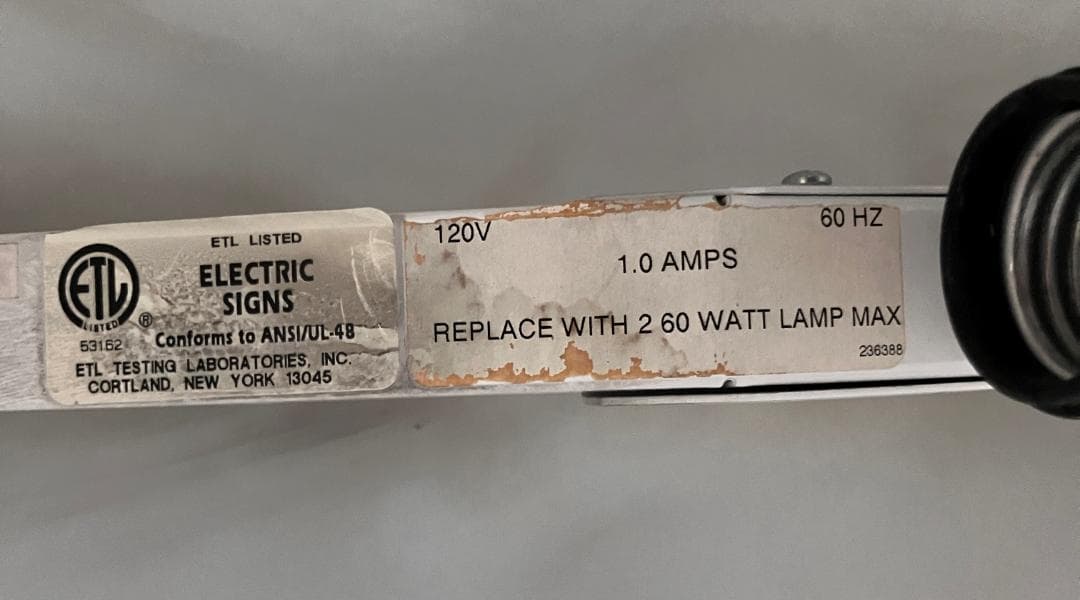 ETL LISTED
ETL
LISTED
®
53162
ELECTRIC
SIGNS
Conforms to ANSI/UL-48
ETL TESTING LABORATORIES, INC.
CORTLAND, NEW YORK 13045
120V
60 HZ
1.0 AMPS
REPLACE WITH 2 60 WATT LAMP MAX
236388